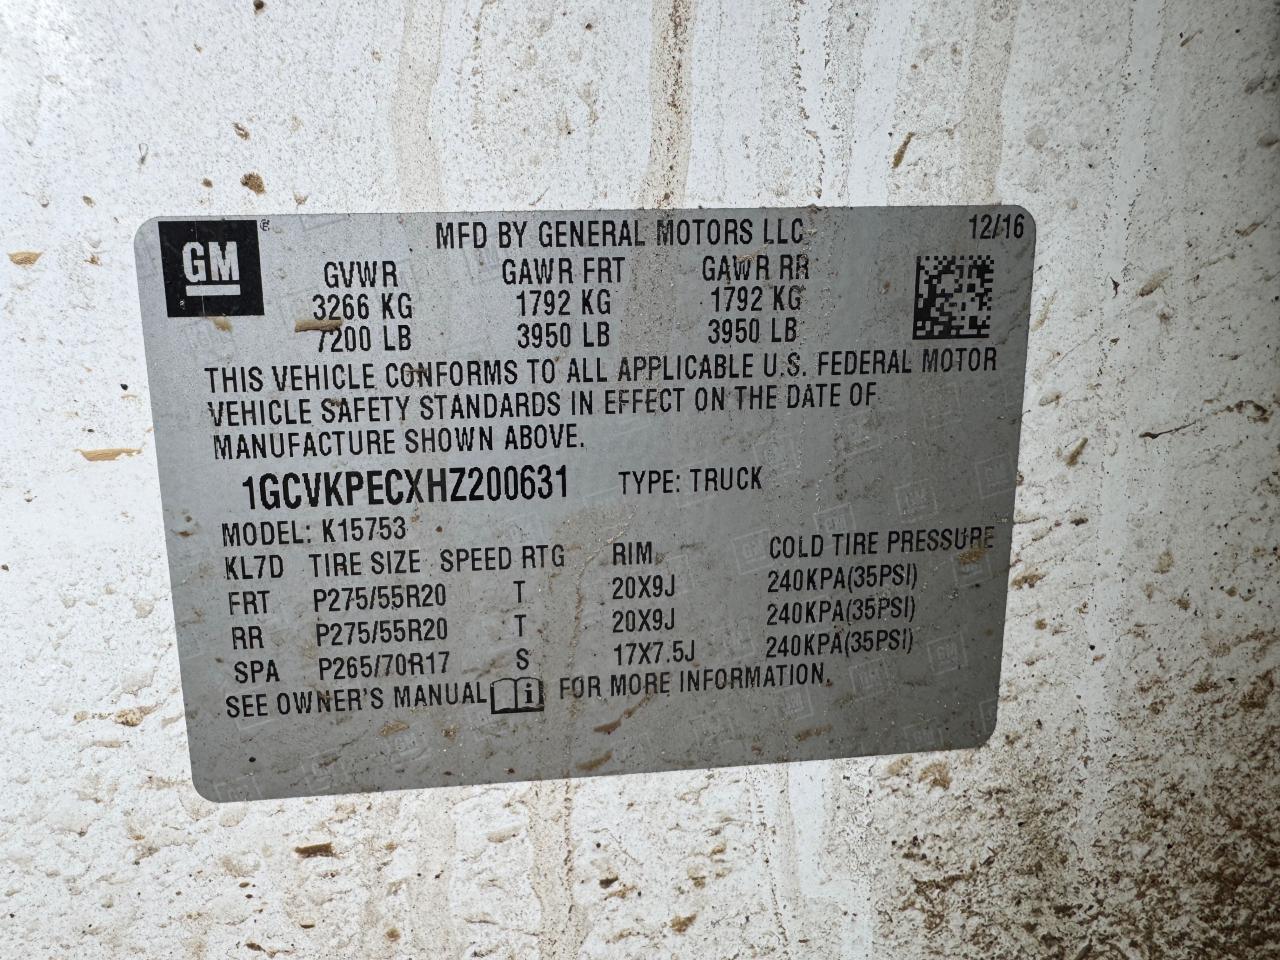 GM ® MFD BY GENERAL MOTORS LLC 12/16
GVWR GAWR FRT GAWR RR
3266 KG 1792 KG 1792 KG
7200 LB 3950 LB 3950 LB
THIS VEHICLE CONFORMS TO ALL APPLICABLE U.S. FEDERAL MOTOR
VEHICLE SAFETY STANDARDS IN EFFECT ON THE DATE OF
MANUFACTURE SHOWN ABOVE.
1GCVKPECXHZ200631 TYPE: TRUCK
MODEL: K15753
KL7D TIRE SIZE SPEED RTG RIM COLD TIRE PRESSURE
FRT P275/55R20 T 20X9J 240KPA(35PSI)
RR P275/55R20 T 20X9J 240KPA(35PSI)
SPA P265/70R17 S 17X7.5J 240KPA(35PSI)
SEE OWNER'S MANUAL i FOR MORE INFORMATION.